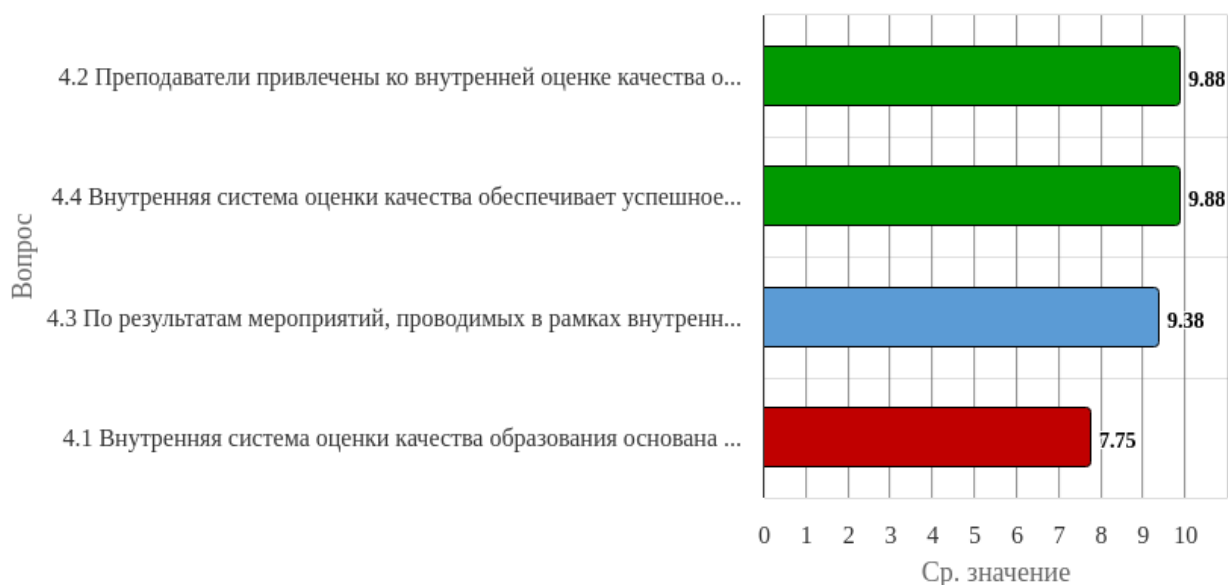 4.2 Преподаватели привлечены ко внутренней оценке качества о...
9.88
4.4 Внутренняя система оценки качества обеспечивает успешное...
9.88
Вопрос
4.3 По результатам мероприятий, проводимых в рамках внутренн...
9.38
4.1 Внутренняя система оценки качества образования основана ...
7.75
0 1 2 3 4 5 6 7 8 9 10
Ср. значение